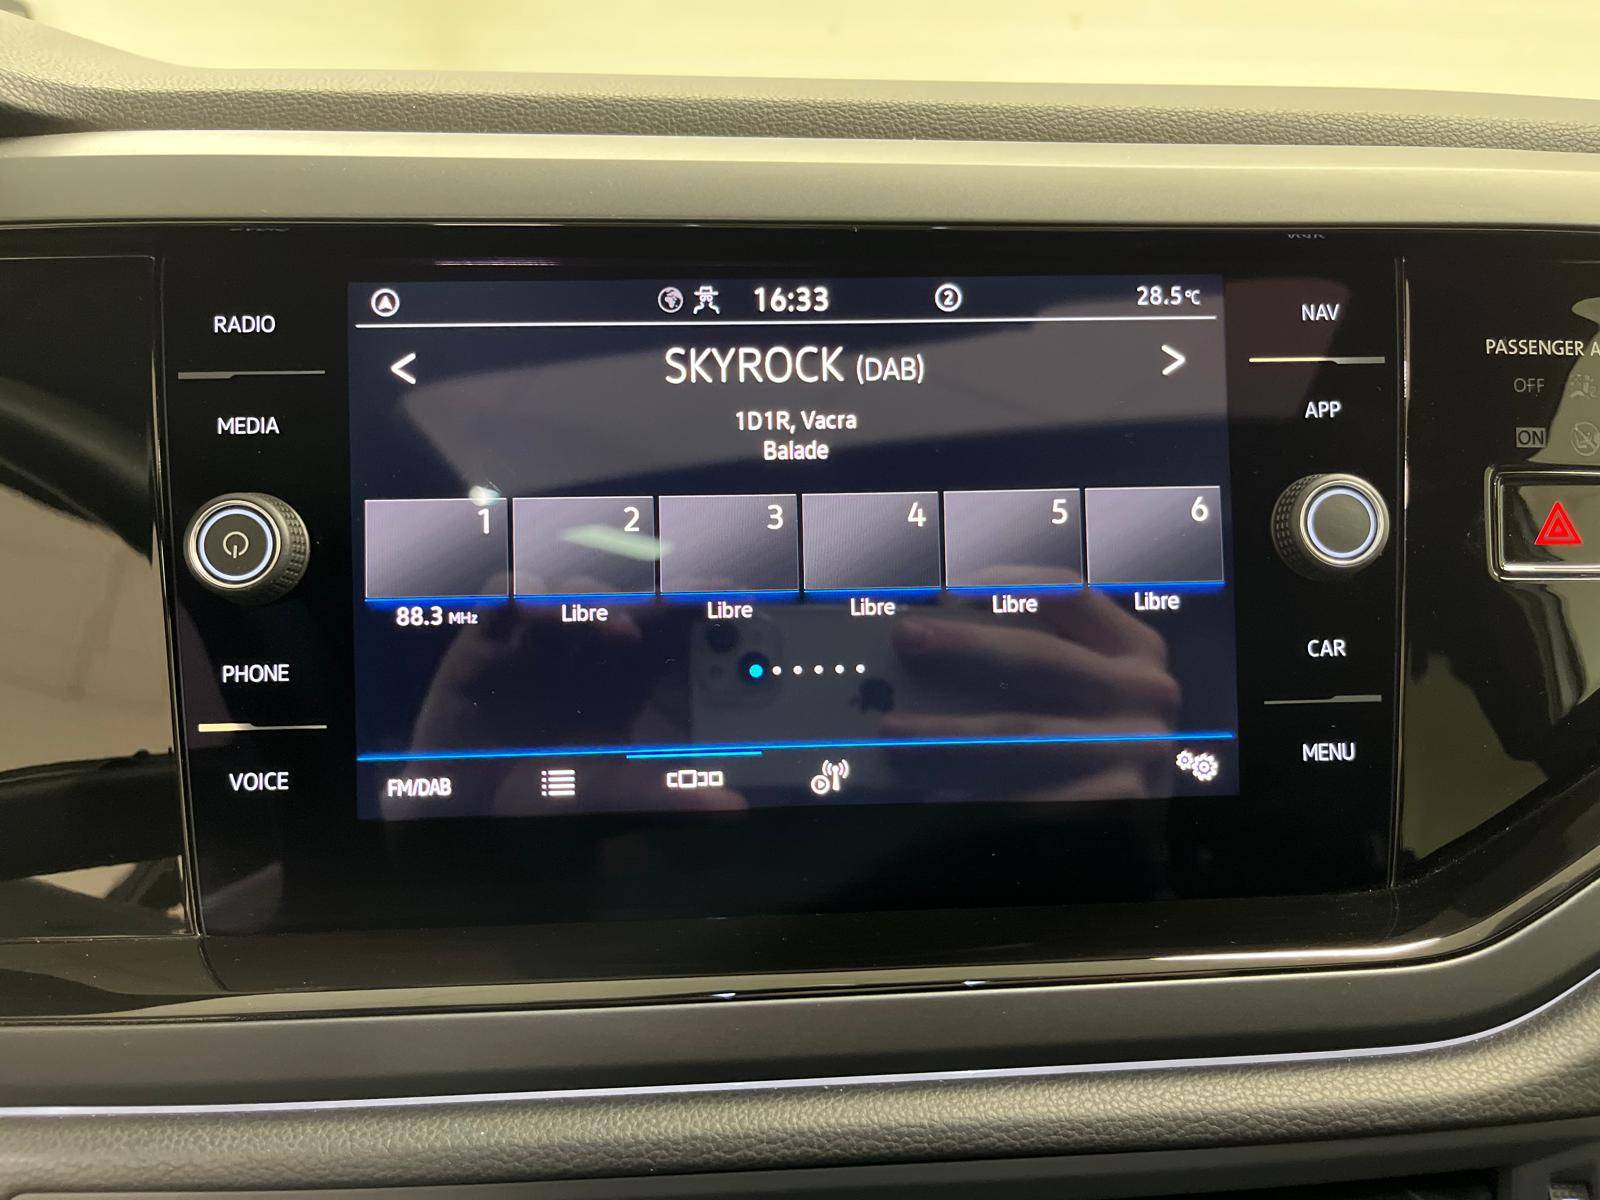 16:33
2
28.5°C
< SKYROCK (DAB) >
1D1R, Vacra
Balade
1 2 3 4 5 6
88.3 MHz Libre Libre Libre Libre Libre
FM/DAB
RADIO
MEDIA
PHONE
VOICE
NAV
APP
CAR
MENU
PASSENGER A
OFF
ON